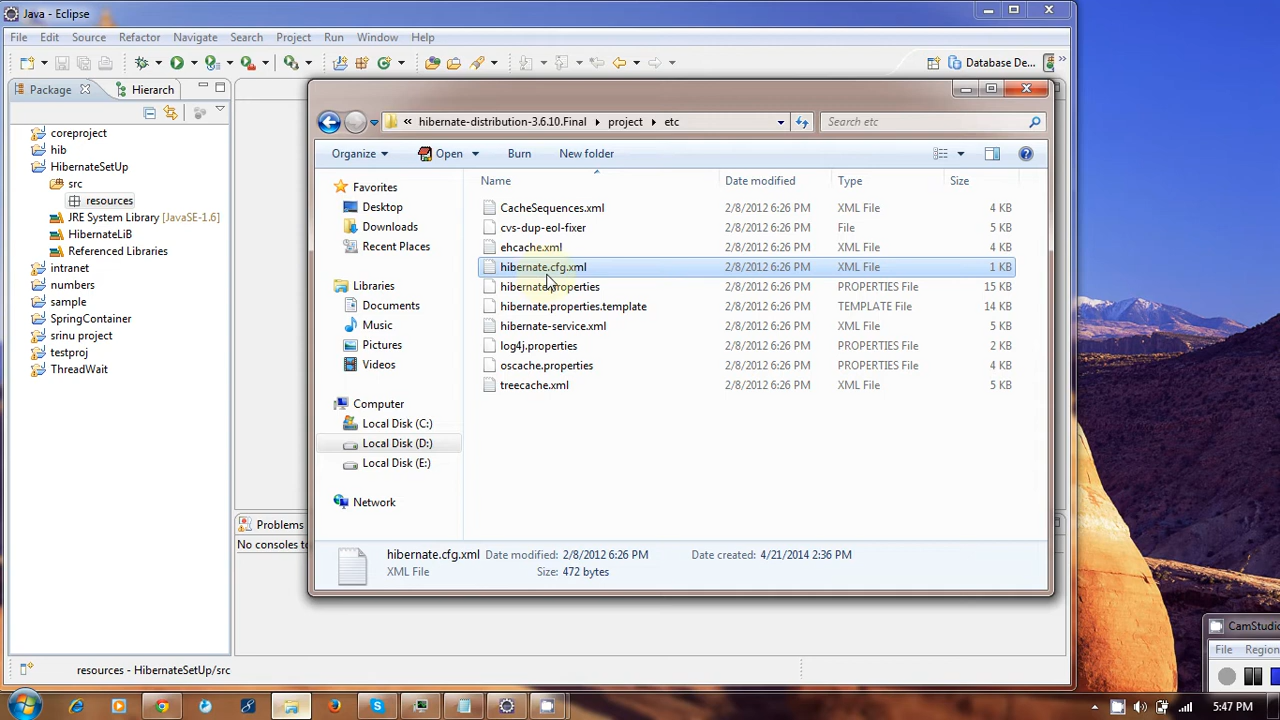 Java - Eclipse
File Edit Source Refactor Navigate Search Project Run Window Help
Database De...
Package
Hierarch
coreproject
hib
HibernateSetUp
src
resources
JRE System Library [JavaSE-1.6]
HibernateLiB
Referenced Libraries
intranet
numbers
sample
SpringContainer
srinu project
testproj
ThreadWait
Problems
No consoles to
resources - HibernateSetUp/src
« hibernate-distribution-3.6.10.Final project etc
Search etc
Organize Open Burn New folder
Favorites
Desktop
Downloads
Recent Places
Libraries
Documents
Music
Pictures
Videos
Computer
Local Disk (C:)
Local Disk (D:)
Local Disk (E:)
Network
Name Date modified Type Size
CacheSequences.xml 2/8/2012 6:26 PM XML File 4 KB
cvs-dup-eol-fixer 2/8/2012 6:26 PM File 5 KB
ehcache.xml 2/8/2012 6:26 PM XML File 4 KB
hibernate.cfg.xml 2/8/2012 6:26 PM XML File 1 KB
hibernate.properties 2/8/2012 6:26 PM PROPERTIES File 15 KB
hibernate.properties.template 2/8/2012 6:26 PM TEMPLATE File 14 KB
hibernate-service.xml 2/8/2012 6:26 PM XML File 5 KB
log4j.properties 2/8/2012 6:26 PM PROPERTIES File 2 KB
oscache.properties 2/8/2012 6:26 PM PROPERTIES File 4 KB
treecache.xml 2/8/2012 6:26 PM XML File 5 KB
hibernate.cfg.xml Date modified: 2/8/2012 6:26 PM Date created: 4/21/2014 2:36 PM
XML File Size: 472 bytes
CamStudio
File Region
5:47 PM